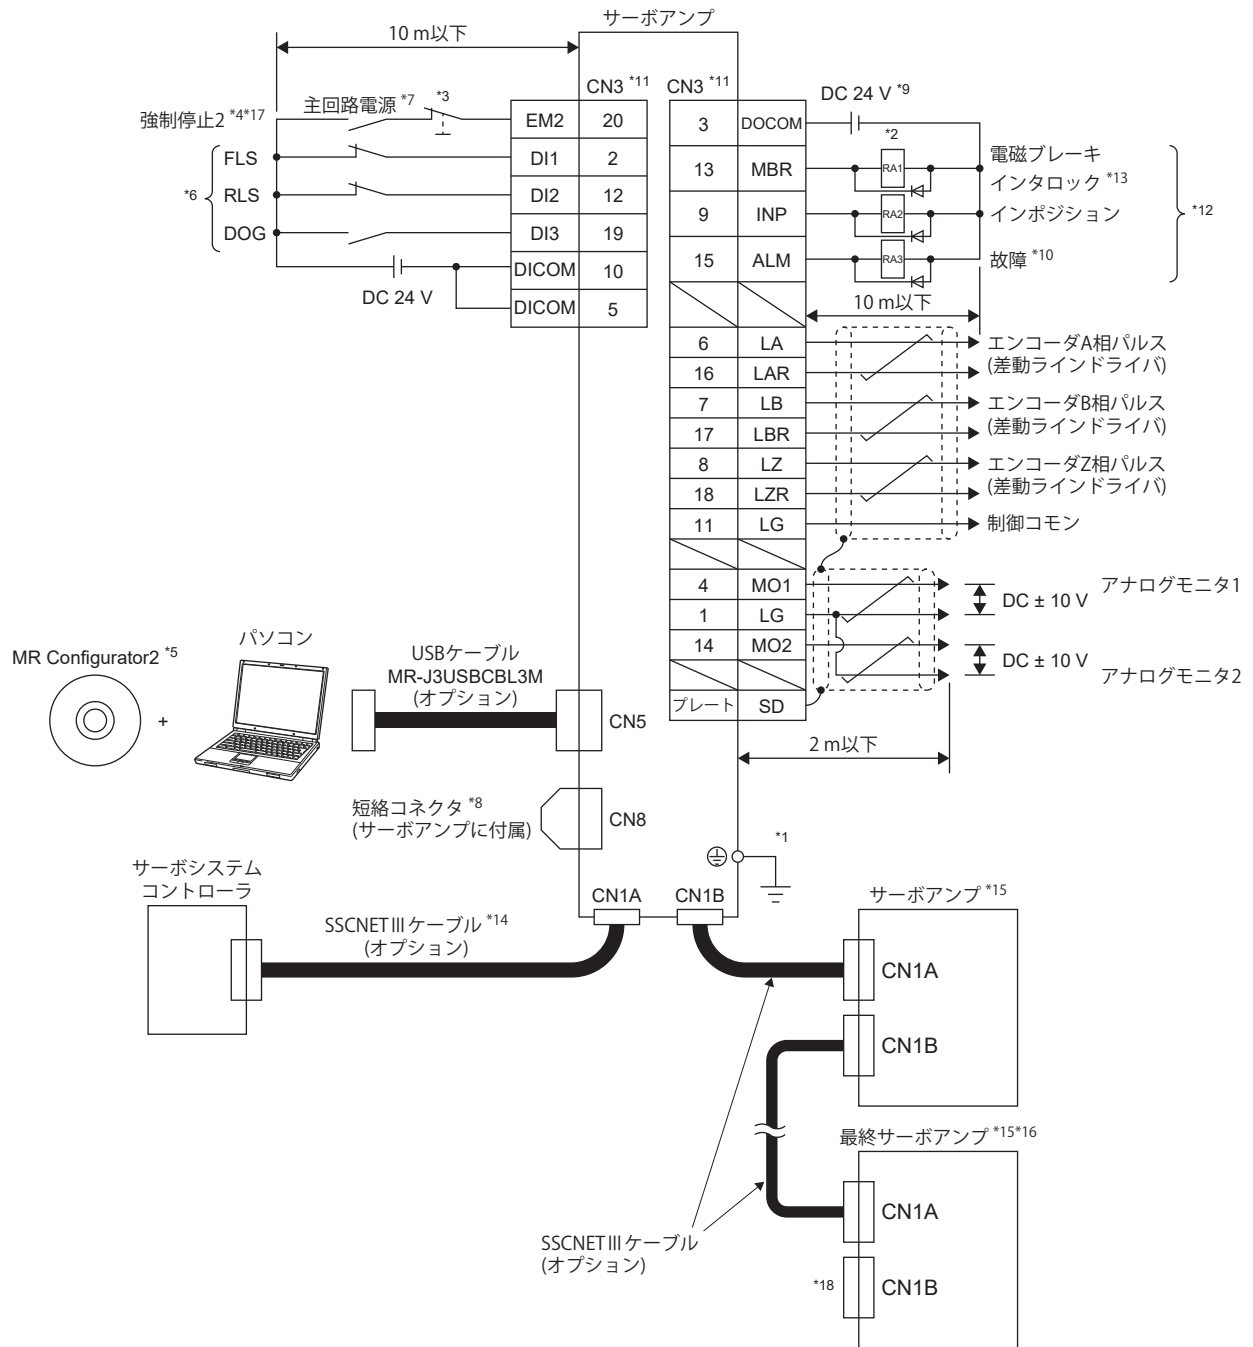 サーボアンプ
10 m以下
CN3 *11
CN3 *11
DC 24 V *9
強制停止2 *4*17
主回路電源 *7
*3
EM2 20
3 DOCOM
*2
FLS
DI1 2
13 MBR
RA1
電磁ブレーキ
インタロック *13
*6
RLS
DI2 12
9 INP
RA2
インポジション
*12
DOG
DI3 19
15 ALM
RA3
故障 *10
DICOM 10
DC 24 V
DICOM 5
10 m以下
6 LA
エンコーダA相パルス
(差動ラインドライバ)
16 LAR
7 LB
エンコーダB相パルス
(差動ラインドライバ)
17 LBR
8 LZ
エンコーダZ相パルス
(差動ラインドライバ)
18 LZR
11 LG
制御コモン
4 MO1
アナログモニタ1
DC ± 10 V
1 LG
14 MO2
DC ± 10 V
アナログモニタ2
プレート SD
2 m以下
MR Configurator2 *5
+
パソコン
USBケーブル
MR-J3USBCBL3M
(オプション)
CN5
短絡コネクタ *8
(サーボアンプに付属)
CN8
*1
サーボシステム
コントローラ
CN1A
CN1B
SSCNETⅢケーブル *14
(オプション)
サーボアンプ *15
CN1A
CN1B
最終サーボアンプ *15*16
CN1A
SSCNETⅢケーブル
(オプション)
*18
CN1B